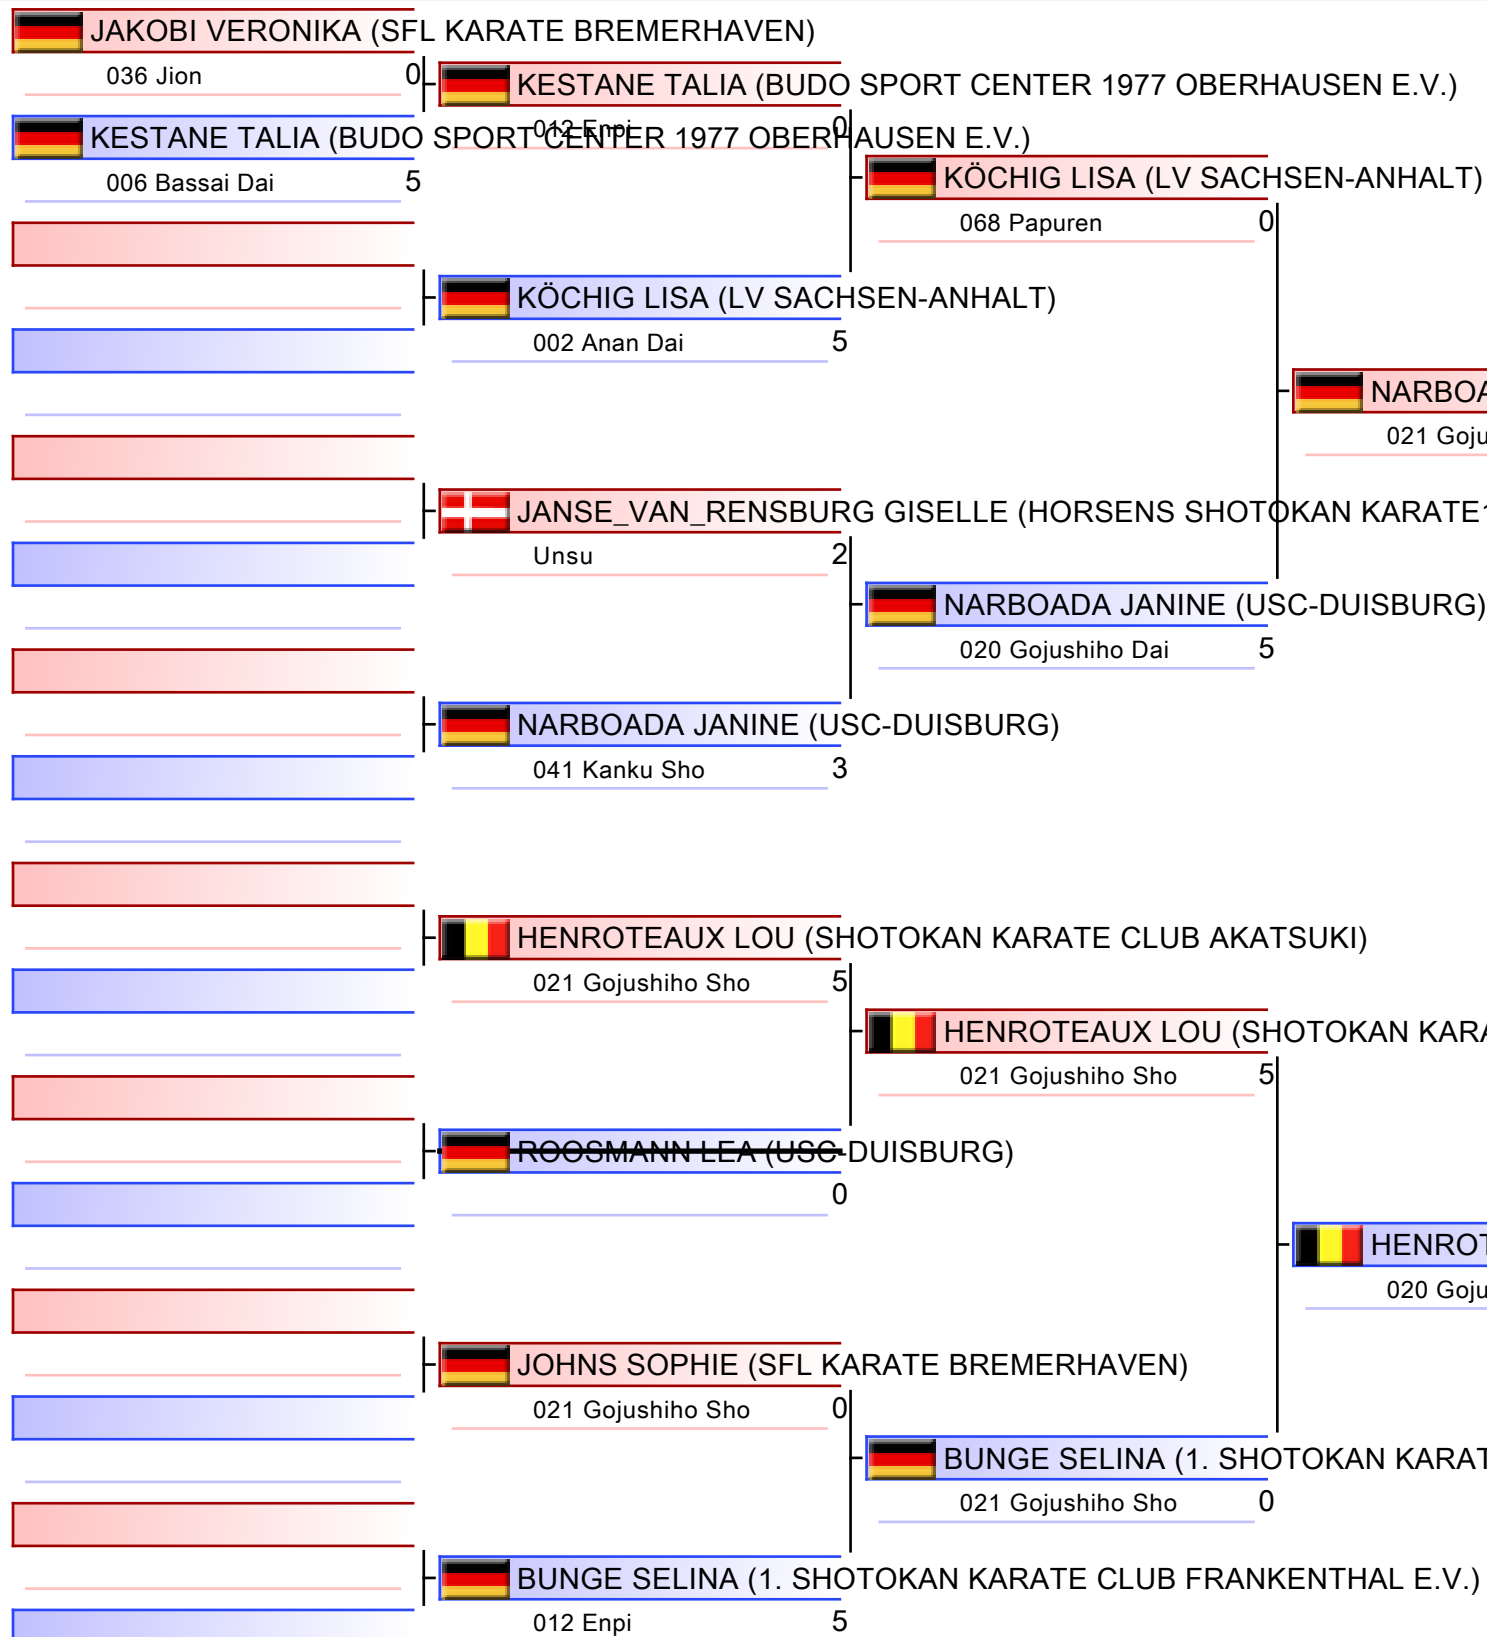 JAKOBI VERONIKA (SFL KARATE BREMERHAVEN)
036 Jion 0
KESTANE TALIA (BUDO SPORT CENTER 1977 OBERHAUSEN E.V.)
006 Bassai Dai 5
KESTANE TALIA (BUDO SPORT CENTER 1977 OBERHAUSEN E.V.)
012 Enpi 0
KÖCHIG LISA (LV SACHSEN-ANHALT)
002 Anan Dai 5
JANSE_VAN_RENSBURG GISELLE (HORSENS SHOTOKAN KARATE
Unsu 2
NARBOADA JANINE (USC-DUISBURG)
041 Kanku Sho 3
HENROTEAUX LOU (SHOTOKAN KARATE CLUB AKATSUKI)
021 Gojushiho Sho 5
ROOSMANN LEA (USC-DUISBURG)
0
JOHNS SOPHIE (SFL KARATE BREMERHAVEN)
021 Gojushiho Sho 0
BUNGE SELINA (1. SHOTOKAN KARATE CLUB FRANKENTHAL E.V.)
012 Enpi 5
KÖCHIG LISA (LV SACHSEN-ANHALT)
068 Papuren 0
NARBOADA JANINE (USC-DUISBURG)
020 Gojushiho Dai 5
HENROTEAUX LOU (SHOTOKAN KARA
021 Gojushiho Sho 5
BUNGE SELINA (1. SHOTOKAN KARAT
021 Gojushiho Sho 0
NARBOA
021 Goju
HENROT
020 Goju